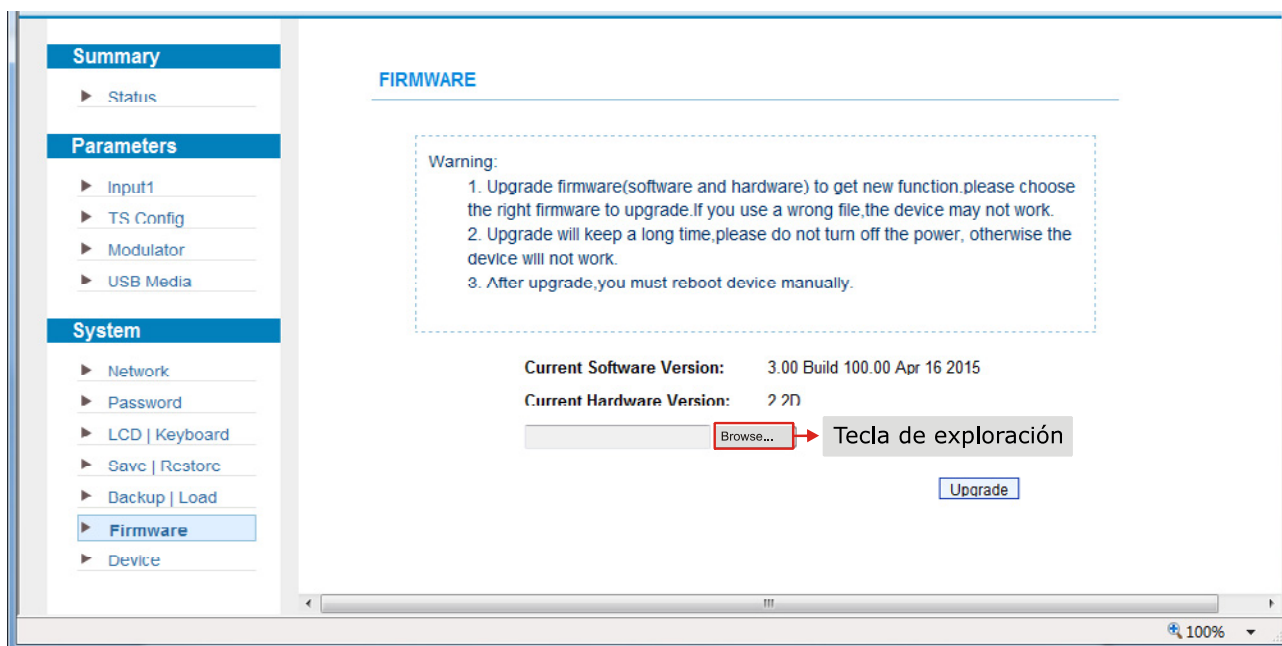 Summary
Status
Parameters
Input1
TS Config
Modulator
USB Media
System
Network
Password
LCD | Keyboard
Save | Restore
Backup | Load
Firmware
Device
FIRMWARE
Warning:
1. Upgrade firmware(software and hardware) to get new function.please choose
the right firmware to upgrade.If you use a wrong file,the device may not work.
2. Upgrade will keep a long time,please do not turn off the power, otherwise the
device will not work.
3. After upgrade,you must reboot device manually.
Current Software Version: 3.00 Build 100.00 Apr 16 2015
Current Hardware Version: 2.2D
Browse... Tecla de exploración
Upgrade
100%